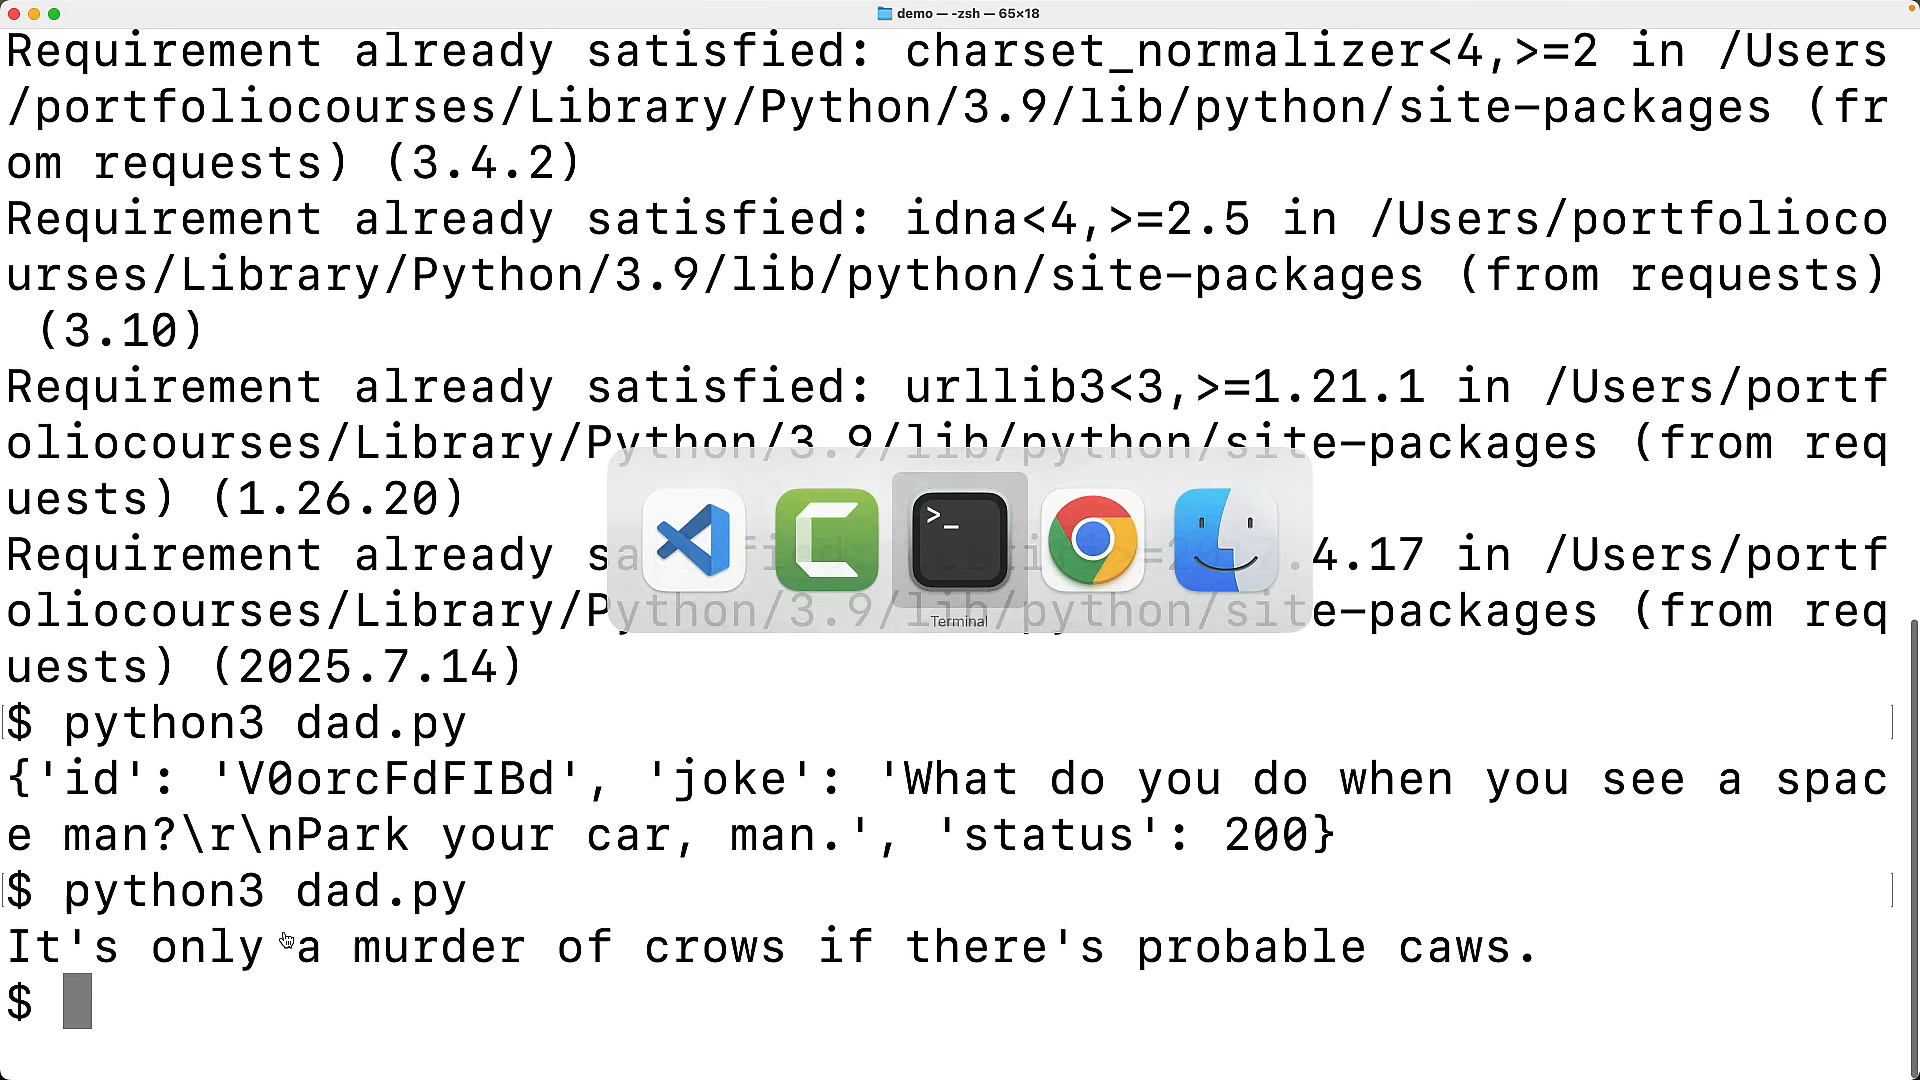 demo — -zsh — 65×18
Requirement already satisfied: charset_normalizer<4,>=2 in /Users
/portfoliocourses/Library/Python/3.9/lib/python/site-packages (fr
om requests) (3.4.2)
Requirement already satisfied: idna<4,>=2.5 in /Users/portfolioco
urses/Library/Python/3.9/lib/python/site-packages (from requests)
(3.10)
Requirement already satisfied: urllib3<3,>=1.21.1 in /Users/portf
oliocourses/Library/Python/3.9/lib/python/site-packages (from req
uests) (1.26.20)
Requirement already .4.17 in /Users/portf
oliocourses/Library/Python/3.9/lib/python/site-packages (from req
uests) (2025.7.14)
>_
Terminal
$ python3 dad.py
{'id': 'V0orcFdFIBd', 'joke': 'What do you do when you see a spac
e man?\r\nPark your car, man.', 'status': 200}
$ python3 dad.py
It's only a murder of crows if there's probable caws.
$